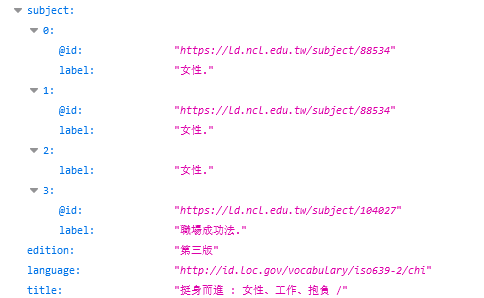 subject:
0:
@id: "https://ld.ncl.edu.tw/subject/88534"
label: "女性."
1:
@id: "https://ld.ncl.edu.tw/subject/88534"
label: "女性."
2:
label: "女性."
3:
@id: "https://ld.ncl.edu.tw/subject/104027"
label: "職場成功法."
edition: "第三版"
language: "http://id.loc.gov/vocabulary/iso639-2/chi"
title: "挺身而進 : 女性、工作、抱負 /"